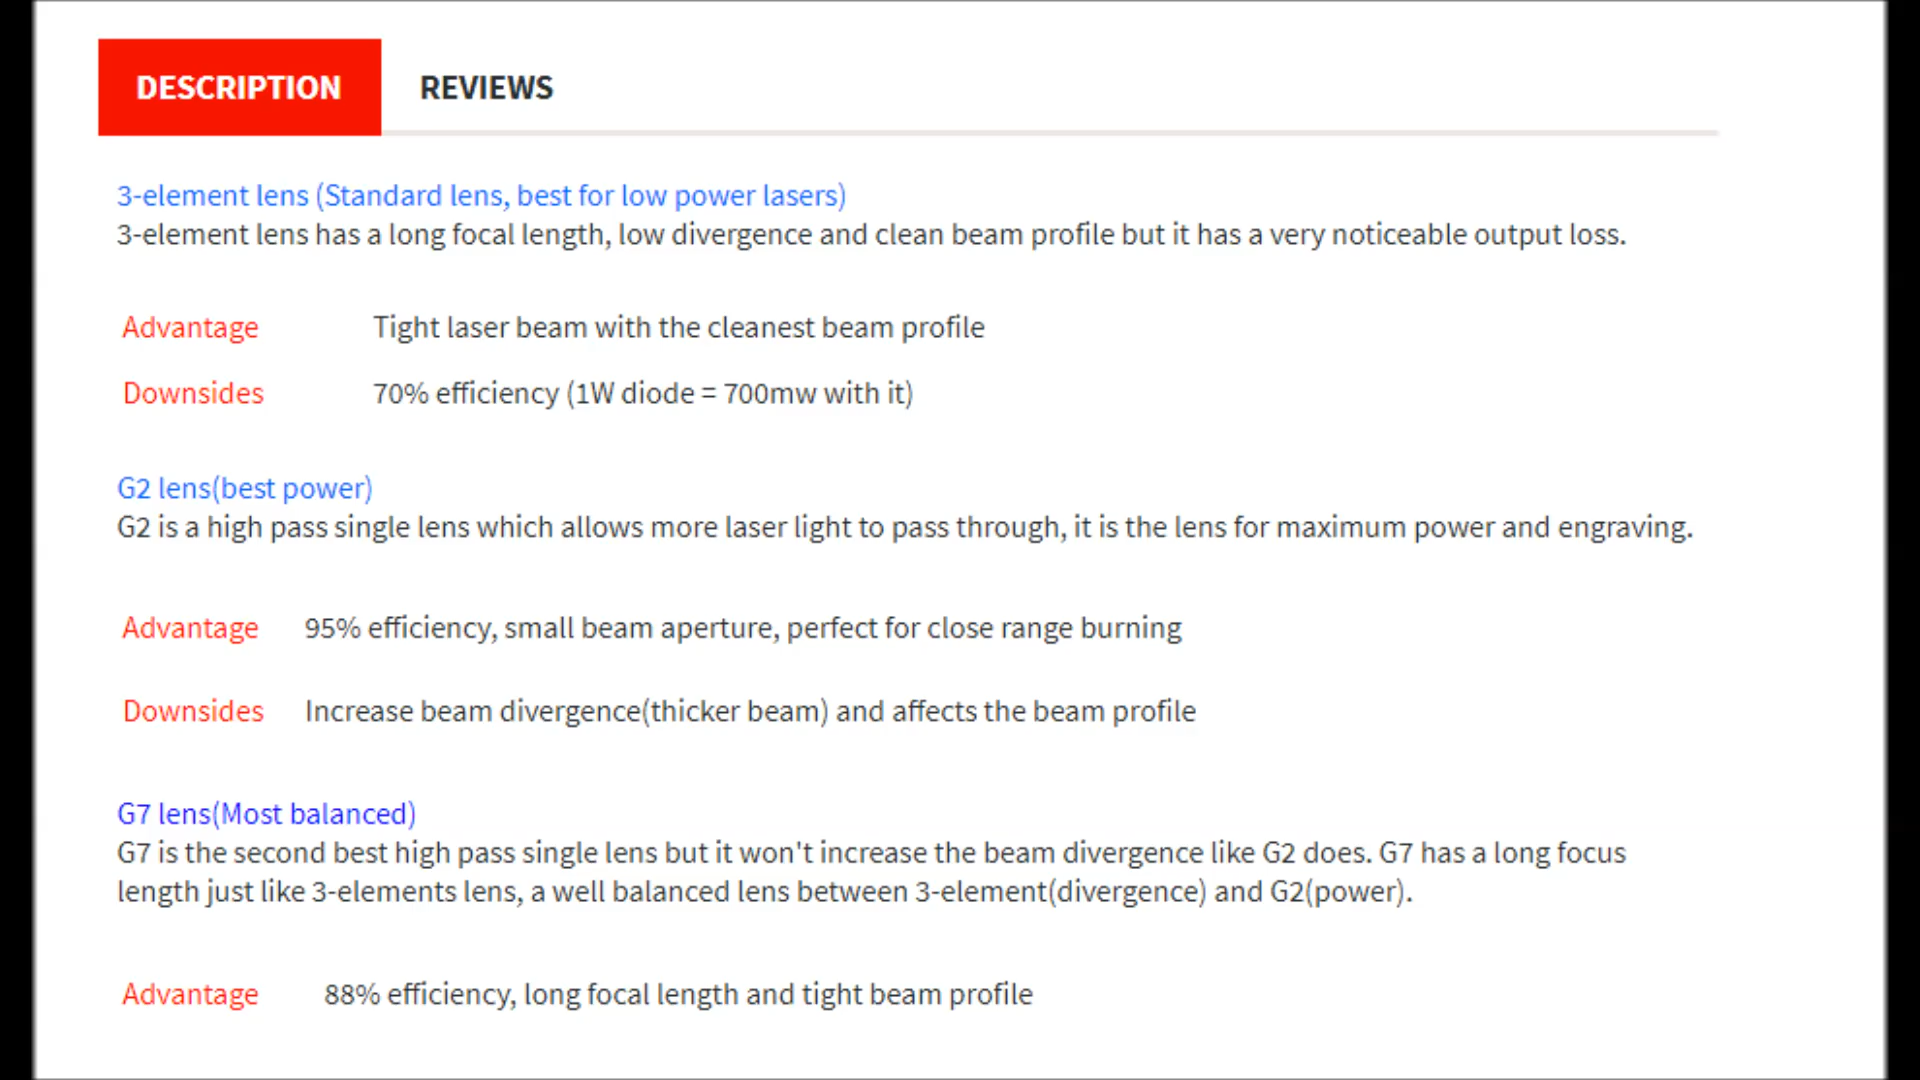 DESCRIPTION REVIEWS
3-element lens (Standard lens, best for low power lasers)
3-element lens has a long focal length, low divergence and clean beam profile but it has a very noticeable output loss.
Advantage Tight laser beam with the cleanest beam profile
Downsides 70% efficiency (1W diode = 700mw with it)
G2 lens(best power)
G2 is a high pass single lens which allows more laser light to pass through, it is the lens for maximum power and engraving.
Advantage 95% efficiency, small beam aperture, perfect for close range burning
Downsides Increase beam divergence(thicker beam) and affects the beam profile
G7 lens(Most balanced)
G7 is the second best high pass single lens but it won't increase the beam divergence like G2 does. G7 has a long focus
length just like 3-elements lens, a well balanced lens between 3-element(divergence) and G2(power).
Advantage 88% efficiency, long focal length and tight beam profile